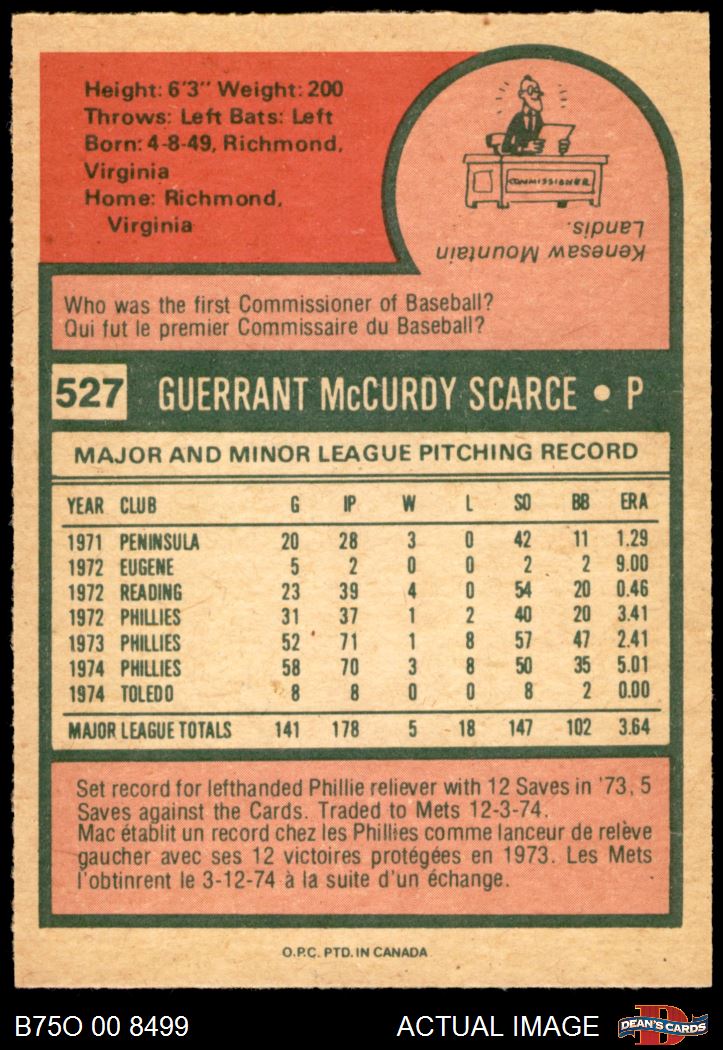 Height: 6'3" Weight: 200
Throws: Left Bats: Left
Born: 4-8-49, Richmond,
Virginia
Home: Richmond,
Virginia
COMMISSIONER
Kenesaw Mountain
Landis.
Who was the first Commissioner of Baseball?
Qui fut le premier Commissaire du Baseball?
527 GUERRANT McCURDY SCARCE • P
MAJOR AND MINOR LEAGUE PITCHING RECORD
YEAR CLUB G IP W L SO BB ERA
1971 PENINSULA 20 28 3 0 42 11 1.29
1972 EUGENE 5 2 0 0 2 2 9.00
1972 READING 23 39 4 0 54 20 0.46
1972 PHILLIES 31 37 1 2 40 20 3.41
1973 PHILLIES 52 71 1 8 57 47 2.41
1974 PHILLIES 58 70 3 8 50 35 5.01
1974 TOLEDO 8 8 0 0 8 2 0.00
MAJOR LEAGUE TOTALS 141 178 5 18 147 102 3.64
Set record for lefthanded Phillie reliever with 12 Saves in '73, 5
Saves against the Cards. Traded to Mets 12-3-74.
Mac établit un record chez les Phillies comme lanceur de relève
gaucher avec ses 12 victoires protégées en 1973. Les Mets
l'obtinrent le 3-12-74 à la suite d'un échange.
O.P.C. PTD. IN CANADA
B75O 00 8499 ACTUAL IMAGE D DEAN'S CARDS